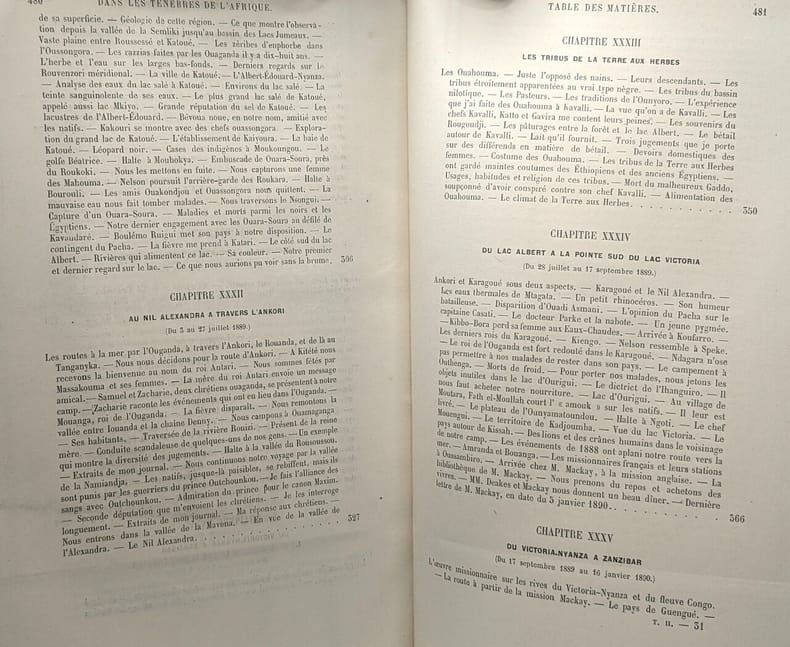 480 DANS LES TÉNÈBRES DE L'AFRIQUE.
de sa superficie. — Géologie de cette région. — Ce que montre l'observa-
tion depuis la vallée de la Semliki jusqu'au bassin des Lacs Jumeaux. —
Vaste plaine entre Roussessé et Katoué. — Les zéribes d'euphorbe dans
l'Oussongora. — Les razzias faites par les Ouaganda il y a dix-huit ans. —
L'herbe et l'eau sur les larges bas-fonds. — Derniers regards sur le
Rouvenzori méridional. — La ville de Katoué. — L'Albert-Édouard-Nyanza.
— Analyse des eaux du lac salé à Katoué. — Environs du lac salé. — La
teinte sanguinolente de ses eaux. — Le plus grand lac salé de Katoué,
appelé aussi lac Mkiyo. — Grande réputation du sel de Katoué. — Les
lacustres de l'Albert-Édouard. — Bévoua noue, en notre nom, amitié avec
les natifs. — Kakouri se montre avec des chefs ouassongora. — Explora-
tion du grand lac de Katoué. — L'établissement de Kaivoura. — La baie de
Katoué. — Léopard noir. — Cases des indigènes à Moukoungou. — Le
golfe Béatrice. — Halte à Mouhokya. — Embuscade de Ouara-Soura, près
du Roukoki. — Nous les mettons en fuite. — Nous capturons une femme
des Mahouma. — Nelson poursuit l'arrière-garde des Roukara. — Halte à
Bourouli. — Les amis Ouakondjou et Ouassongora nous quittent. — La
mauvaise eau nous fait tomber malades. — Nous traversons le Nsongui. —
Capture d'un Ouara-Soura. — Maladies et morts parmi les noirs et les
Égyptiens. — Notre dernier engagement avec les Ouara-Soura au défilé de
Kavandaré. — Boulémo Ruigui met son pays à notre disposition. — Le
contingent du Pacha. — La fièvre me prend à Katari. — Le côté sud du lac
Albert. — Rivières qui alimentent ce lac. — Sa couleur. — Notre premier
et dernier regard sur le lac. — Ce que nous aurions pu voir sans la brume. 306
CHAPITRE XXXII
AU NIL ALEXANDRA A TRAVERS L'ANKORI
(Du 5 au 27 juillet 1889.)
Les routes à la mer par l'Ouganda, à travers l'Ankori, le Rouanda, et de là au
Tanganyka. — Nous nous décidons pour la route d'Ankori. — A Kitété nous
recevons la bienvenue au nom du roi Antari. — Nous sommes fêtés par
Massakouma et ses femmes. — La mère du roi Antari envoie un message
amical. — Samuel et Zacharie, deux chrétiens ouaganda, se présentent à notre
camp. — Zacharie raconte les événements qui ont eu lieu dans l'Ouganda. —
Mouanga, roi de l'Ouganda. — La fièvre disparaît. — Nous remontons la
vallée entre Iouanda et la chaîne Denny. — Nous campons à Ouamaganga
— Ses habitants. — Traversée de la rivière Rouizi. — Présent de la reine
mère. — Conduite scandaleuse de quelques-uns de nos gens. — Un exemple
qui montre la diversité des jugements. — Halte à la vallée du Rousoussou.
— Extraits de mon journal. — Nous continuons notre voyage par la vallée
de la Namiandja. — Les natifs, jusque-là paisibles, se rebiffent, mais ils
sont punis par les guerriers du prince Outchounkou. — Je fais l'alliance des
sangs avec Outchounkou. — Admiration du prince pour le canon Maxim.
— Seconde députation que m'envoient les chrétiens. — Je les interroge
longuement. — Extraits de mon journal. — Ma réponse aux chrétiens. —
Nous entrons dans la vallée de la Mavona. — En vue de la vallée de
l'Alexandra. — Le Nil Alexandra. . . . . . . . . . . . . . . 327
TABLE DES MATIÈRES. 481
CHAPITRE XXXIII
LES TRIBUS DE LA TERRE AUX HERBES
Les Ouahouma. — Juste l'opposé des nains. — Leurs descendants. — Les
tribus étroitement apparentées au vrai type nègre. — Les tribus du bassin
nilotique. — Les Pasteurs. — Les traditions de l'Ounyoro. — L'expérience
que j'ai faite des Ouahouma à Kavalli. — La vue qu'on a de Kavalli. — Les
chefs Kavalli, Katto et Gavira me content leurs peines. — Les souvenirs du
Rougoudji. — Les pâturages entre la forêt et le lac Albert. — Le bétail
autour de Kavalli. — Lait qu'il fournit. — Trois jugements que je porte
sur des différends en matière de bétail. — Devoirs domestiques des
femmes. — Costume des Ouahouma. — Les tribus de la Terre aux Herbes
ont gardé maintes coutumes des Éthiopiens et des anciens Égyptiens. —
Usages, habitudes et religion de ces tribus. — Mort du malheureux Gaddo,
soupçonné d'avoir conspiré contre son chef Kavalli. — Alimentation des
Ouahouma. — Le climat de la Terre aux Herbes. . . . . . . . . . . 350
CHAPITRE XXXIV
DU LAC ALBERT A LA POINTE SUD DU LAC VICTORIA
(Du 28 juillet au 17 septembre 1889.)
Ankori et Karagoué sous deux aspects. — Karagoué et le Nil Alexandra. —
Les eaux thermales de Mtagata. — Un petit rhinocéros. — Son humeur
batailleuse. — Disparition d'Ouadi Asmani. — L'opinion du Pacha sur le
capitaine Casati. — Le docteur Parke et la nabote. — Un jeune pygmée.
— Kibbo-Bora perd sa femme aux Eaux-Chaudes. — Arrivée à Koufarro. —
Les derniers rois du Karagoué. — Kiengo. — Nelson ressemble à Speke.
— Le roi de l'Ouganda est fort redouté dans le Karagoué. — Ndagara n'ose
pas permettre à nos malades de rester dans son pays. — Le campement à
Outhenga. — Morts de froid. — Pour porter nos malades, nous jetons les
objets inutiles dans le lac d'Ourigui. — Le dictrict de l'Ihanguiro. — Il
nous faut acheter notre nourriture. — Lac d'Ourigui. — Au village de
Moutara, Fath el-Moullah court l' « amouk » sur les natifs. — Il leur est
livré. — Le plateau de l'Ounyamatoundou. — Halte à Ngoti. — Le chef
Mouengui. — Le territoire de Kadjoumba. — Vue du lac Victoria. — Le
pays autour de Kissah. — Des lions et des crânes humains dans le voisinage
de notre camp. — Les événements de 1888 ont aplani notre route vers la
mer. — Amranda et Bouanga. — Les missionnaires français et leurs stations
à Oussambiro. — Arrivée chez M. Mackay, à la mission anglaise. — La
bibliothèque de M. Mackay. — Nous prenons du repos et achetons des
vivres. — MM. Deakes et Mackay nous donnent un beau dîner. — Dernière
lettre de M. Mackay, en date du 5 janvier 1890. . . . . . . . . . . . 366
CHAPITRE XXXV
DU VICTORIA-NYANZA A ZANZIBAR
(Du 17 septembre 1889 au 16 janvier 1890.)
L'œuvre missionnaire sur les rives du Victoria-Nyanza et du fleuve Congo.
— La route à partir de la mission Mackay. — Le pays de Guengué. —
T. II. — 31